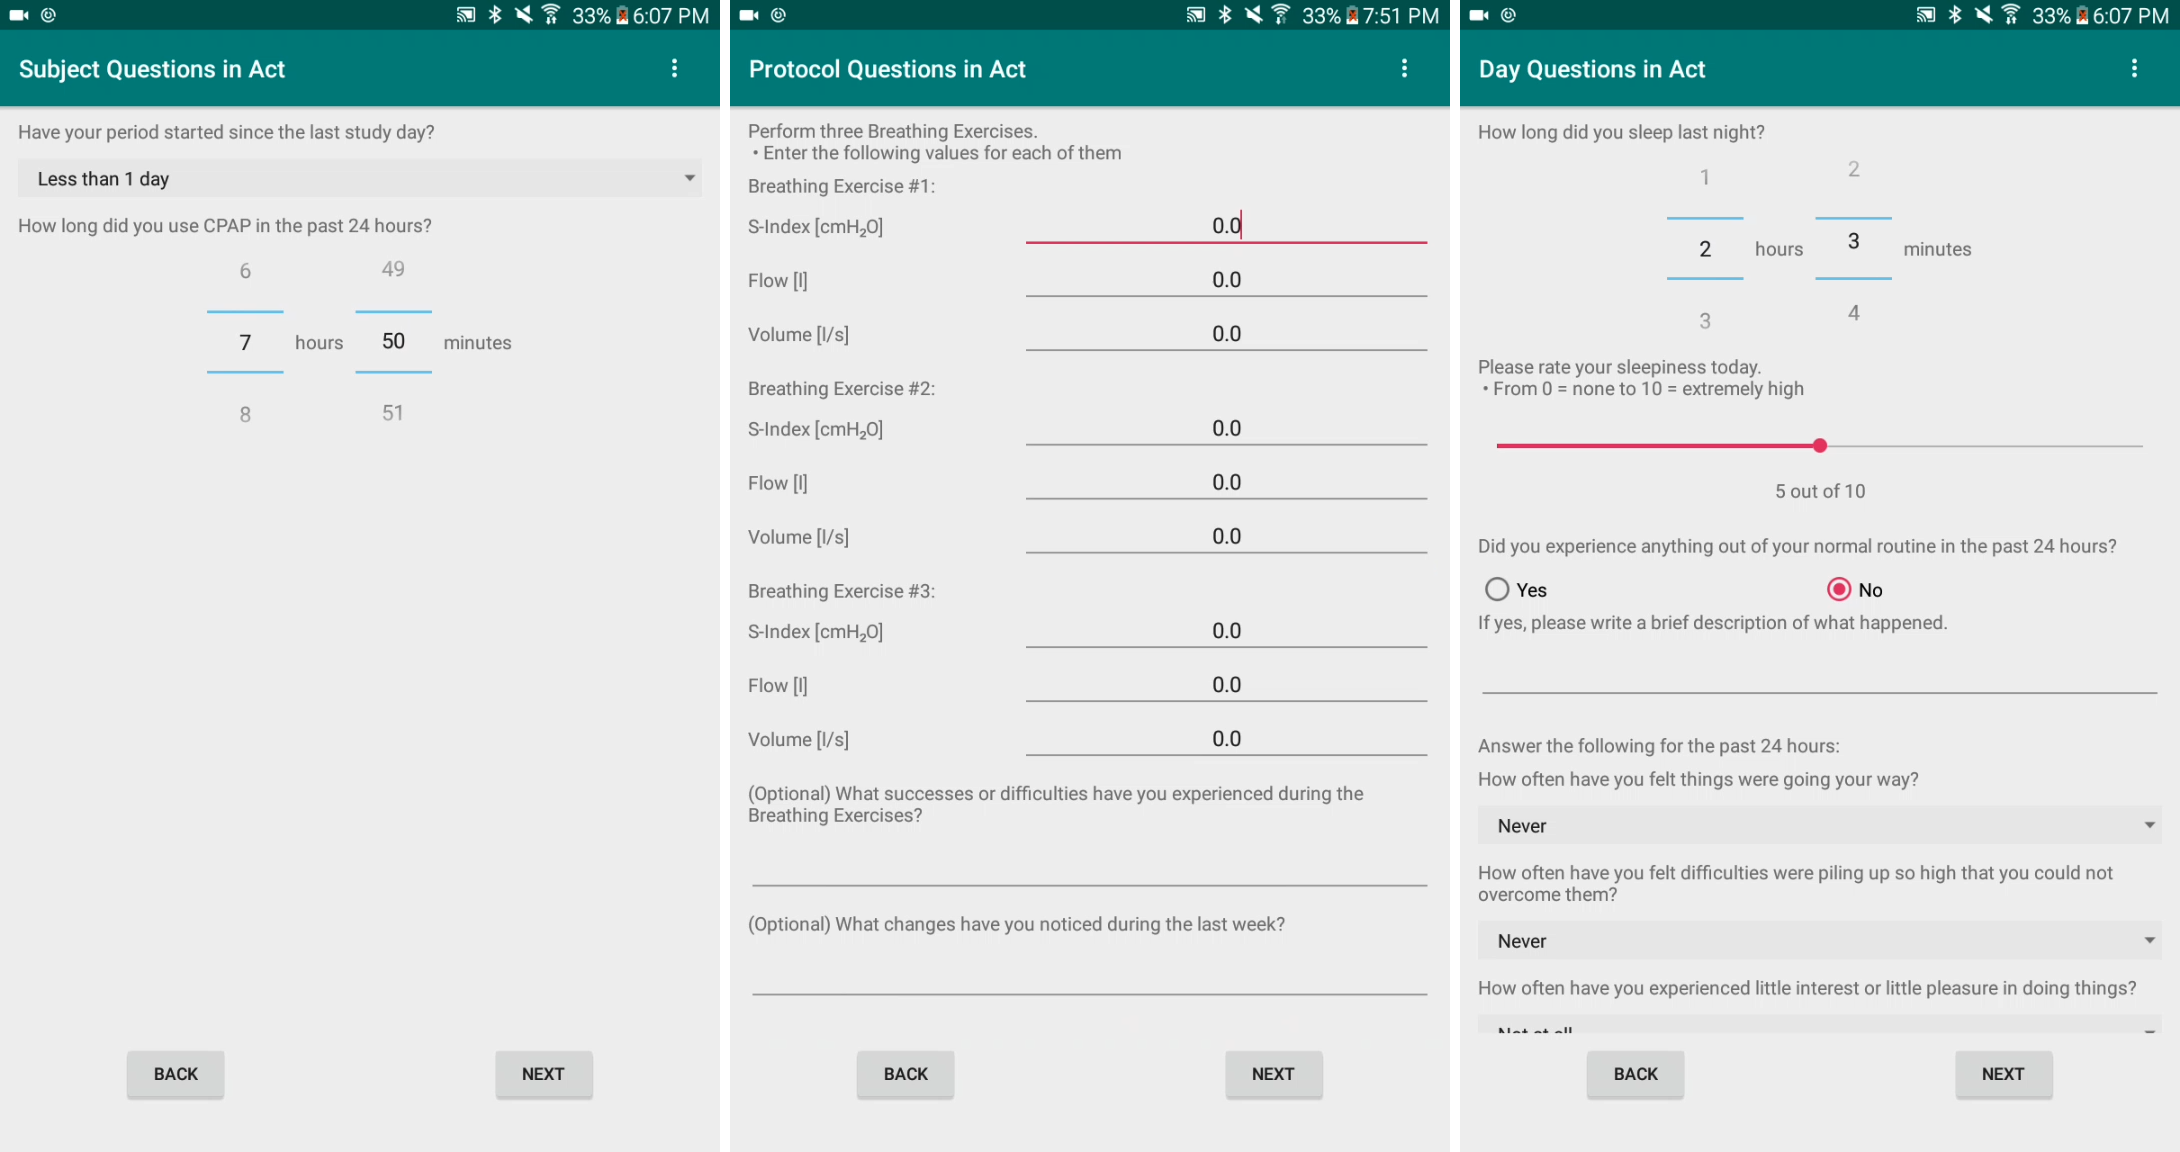 33% 6:07 PM
Subject Questions in Act
Have your period started since the last study day?
Less than 1 day
How long did you use CPAP in the past 24 hours?
6 49
7 hours 50 minutes
8 51
BACK NEXT
33% 7:51 PM
Protocol Questions in Act
Perform three Breathing Exercises.
• Enter the following values for each of them
Breathing Exercise #1:
S-Index [cmH₂O] 0.0
Flow [l] 0.0
Volume [l/s] 0.0
Breathing Exercise #2:
S-Index [cmH₂O] 0.0
Flow [l] 0.0
Volume [l/s] 0.0
Breathing Exercise #3:
S-Index [cmH₂O] 0.0
Flow [l] 0.0
Volume [l/s] 0.0
(Optional) What successes or difficulties have you experienced during the
Breathing Exercises?
(Optional) What changes have you noticed during the last week?
BACK NEXT
33% 6:07 PM
Day Questions in Act
How long did you sleep last night?
1 2
2 hours 3 minutes
3 4
Please rate your sleepiness today.
• From 0 = none to 10 = extremely high
5 out of 10
Did you experience anything out of your normal routine in the past 24 hours?
Yes No
If yes, please write a brief description of what happened.
Answer the following for the past 24 hours:
How often have you felt things were going your way?
Never
How often have you felt difficulties were piling up so high that you could not
overcome them?
Never
How often have you experienced little interest or little pleasure in doing things?
Not at all
BACK NEXT